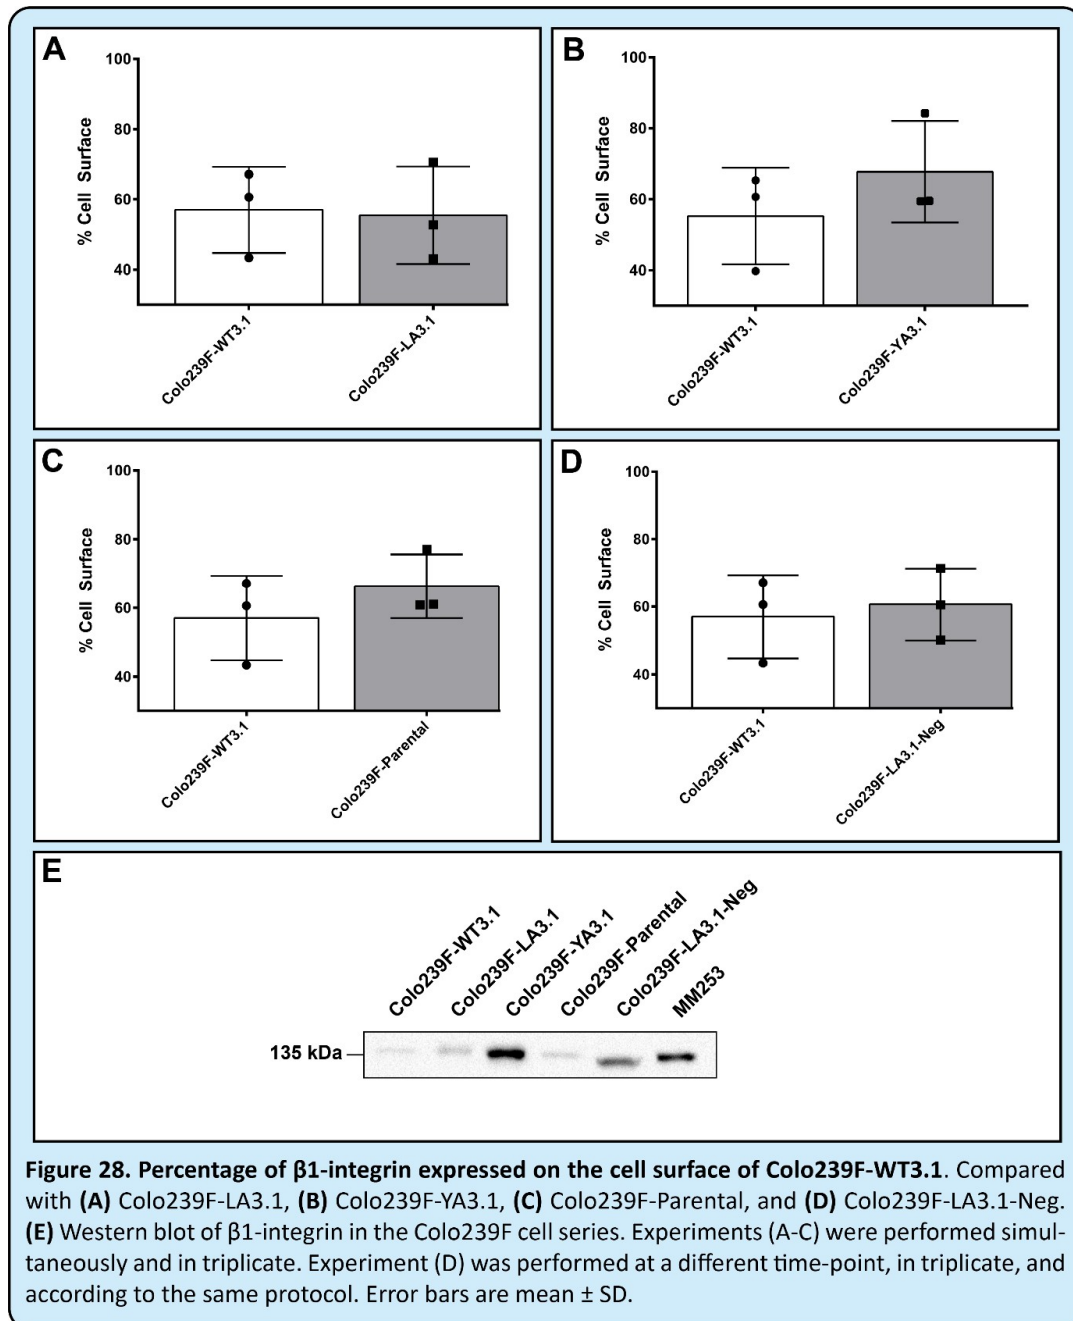 A
100
80
60
40
% Cell Surface
Colo239F-WT3.1
Colo239F-LA3.1
B
100
80
60
40
% Cell Surface
Colo239F-WT3.1
Colo239F-YA3.1
C
100
80
60
40
% Cell Surface
Colo239F-WT3.1
Colo239F-Parental
D
100
80
60
40
% Cell Surface
Colo239F-WT3.1
Colo239F-LA3.1-Neg
E
Colo239F-WT3.1
Colo239F-LA3.1
Colo239F-YA3.1
Colo239F-Parental
Colo239F-LA3.1-Neg
MM253
135 kDa
Figure 28. Percentage of β1-integrin expressed on the cell surface of Colo239F-WT3.1. Compared
with (A) Colo239F-LA3.1, (B) Colo239F-YA3.1, (C) Colo239F-Parental, and (D) Colo239F-LA3.1-Neg.
(E) Western blot of β1-integrin in the Colo239F cell series. Experiments (A-C) were performed simul-
taneously and in triplicate. Experiment (D) was performed at a different time-point, in triplicate, and
according to the same protocol. Error bars are mean ± SD.